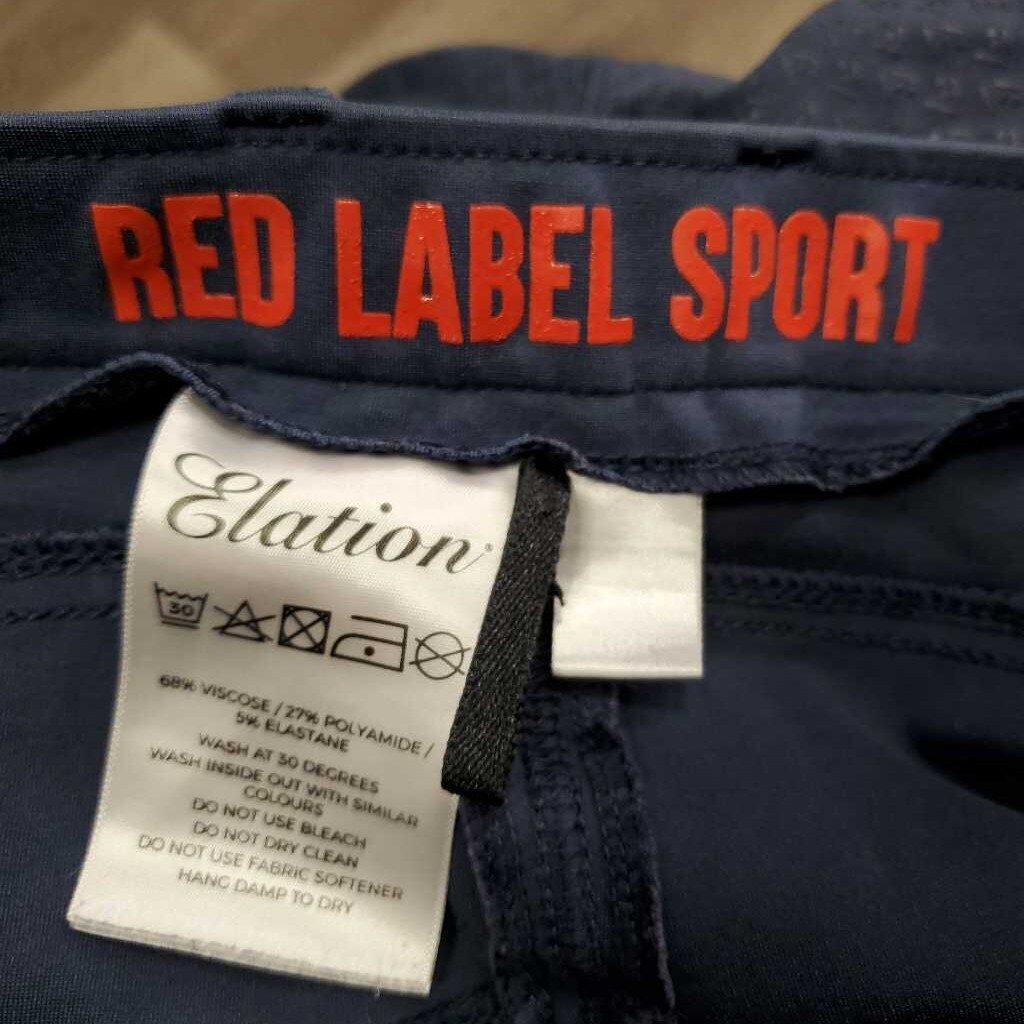 RED LABEL SPORT
Elation
30
68% VISCOSE / 27% POLYAMIDE /
5% ELASTANE
WASH AT 30 DEGREES
WASH INSIDE OUT WITH SIMILAR
COLOURS
DO NOT USE BLEACH
DO NOT DRY CLEAN
DO NOT USE FABRIC SOFTENER
HANG DAMP TO DRY